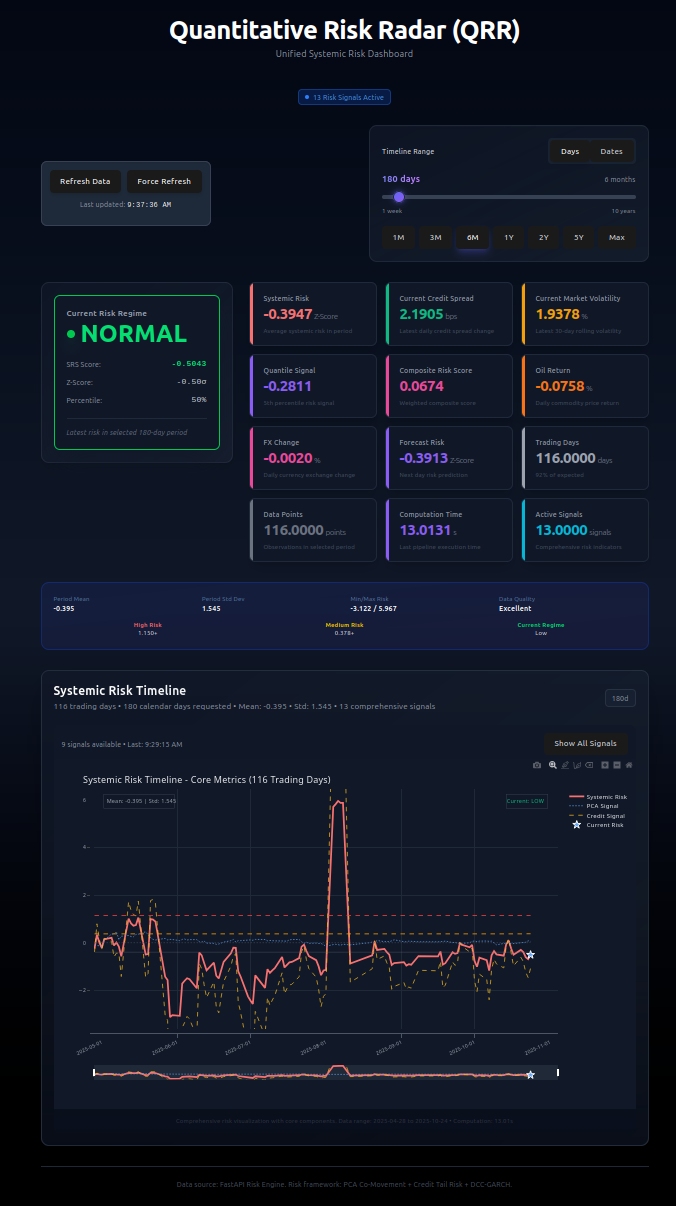 Quantitative Risk Radar (QRR)
Unified Systemic Risk Dashboard
13 Risk Signals Active
Refresh Data Force Refresh
Last updated: 9:37:36 AM
Timeline Range Days Dates
180 days 6 months
1 week 10 years
1M 3M 6M 1Y 2Y 5Y Max
Current Risk Regime
NORMAL
SRS Score: -0.5043
Z-Score: -0.50σ
Percentile: 50%
Latest risk in selected 180-day period
Systemic Risk
-0.3947 Z-Score
Average systemic risk in period
Current Credit Spread
2.1905 bps
Latest daily credit spread change
Current Market Volatility
1.9378 %
Latest 30-day rolling volatility
Quantile Signal
-0.2811
5th percentile risk signal
Composite Risk Score
0.0674
Weighted composite score
Oil Return
-0.0758 %
Daily commodity price return
FX Change
-0.0020 %
Daily currency exchange change
Forecast Risk
-0.3913 Z-Score
Next day risk prediction
Trading Days
116.0000 days
92% of expected
Data Points
116.0000 points
Observations in selected period
Computation Time
13.0131 s
Last pipeline execution time
Active Signals
13.0000 signals
Comprehensive risk indicators
Period Mean
-0.395
Period Std Dev
1.545
Min/Max Risk
-3.122 / 5.967
Data Quality
Excellent
High Risk
1.150+
Medium Risk
0.378+
Current Regime
Low
Systemic Risk Timeline
116 trading days • 180 calendar days requested • Mean: -0.395 • Std: 1.545 • 13 comprehensive signals
180d
9 signals available • Last: 9:29:15 AM
Show All Signals
Systemic Risk Timeline - Core Metrics (116 Trading Days)
Mean: -0.395 | Std: 1.545
Current: LOW
Systemic Risk
PCA Signal
Credit Signal
Current Risk
6
4
2
0
−2
2025-05-01 2025-06-01 2025-07-01 2025-08-01 2025-09-01 2025-10-01 2025-11-01
Comprehensive risk visualization with core components. Data range: 2025-04-28 to 2025-10-24 • Computation: 13.01s
Data source: FastAPI Risk Engine. Risk framework: PCA Co-Movement + Credit Tail Risk + DCC-GARCH.